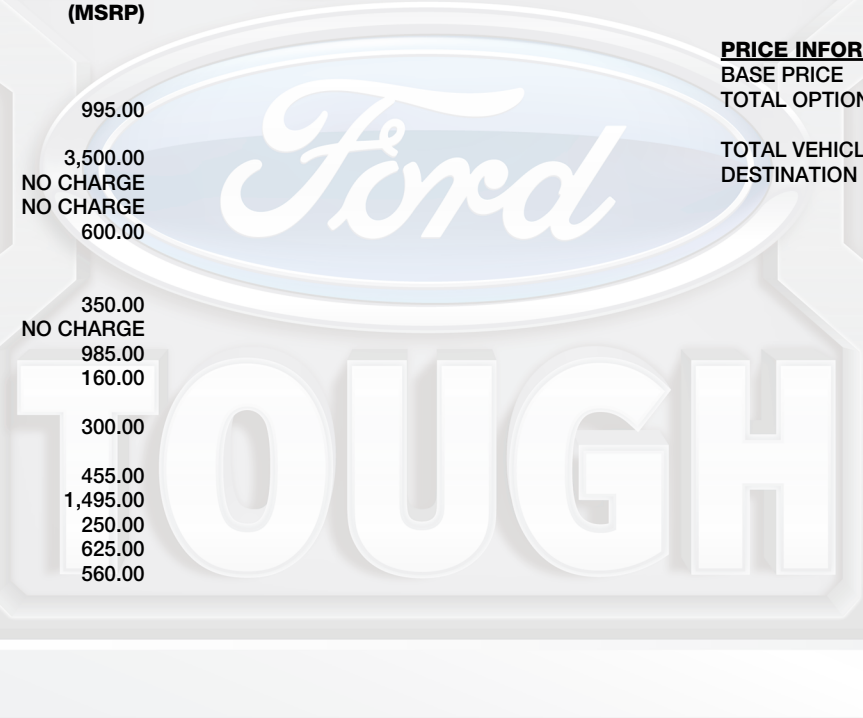 (MSRP)
995.00
3,500.00
NO CHARGE
NO CHARGE
600.00
350.00
NO CHARGE
985.00
160.00
300.00
455.00
1,495.00
250.00
625.00
560.00
PRICE INFOR
BASE PRICE
TOTAL OPTION
TOTAL VEHICL
DESTINATION
Ford
TOUGH